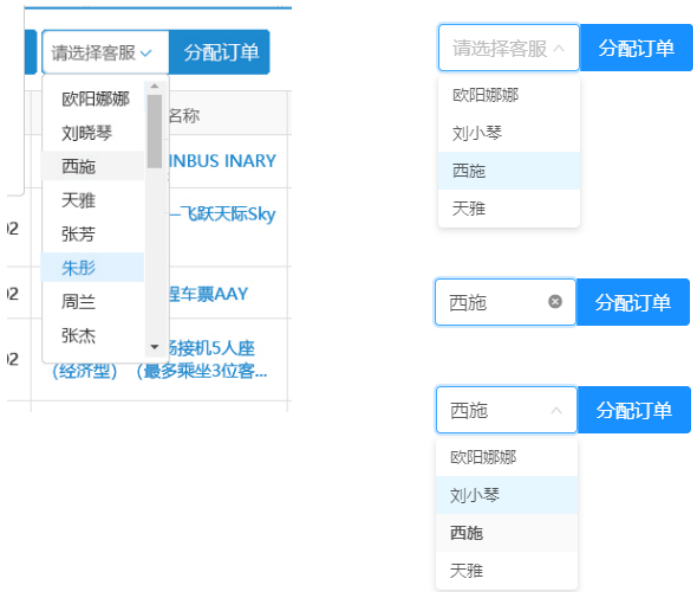 请选择客服
分配订单
欧阳娜娜
刘晓琴
西施
天雅
张芳
朱彤
周兰
张杰
名称
INBUS INARY
02
—飞跃天际Sky
02
程车票AAY
02
场接机5人座
（经济型）（最多乘坐3位客...
请选择客服
分配订单
欧阳娜娜
刘小琴
西施
天雅
西施
分配订单
西施
分配订单
欧阳娜娜
刘小琴
西施
天雅